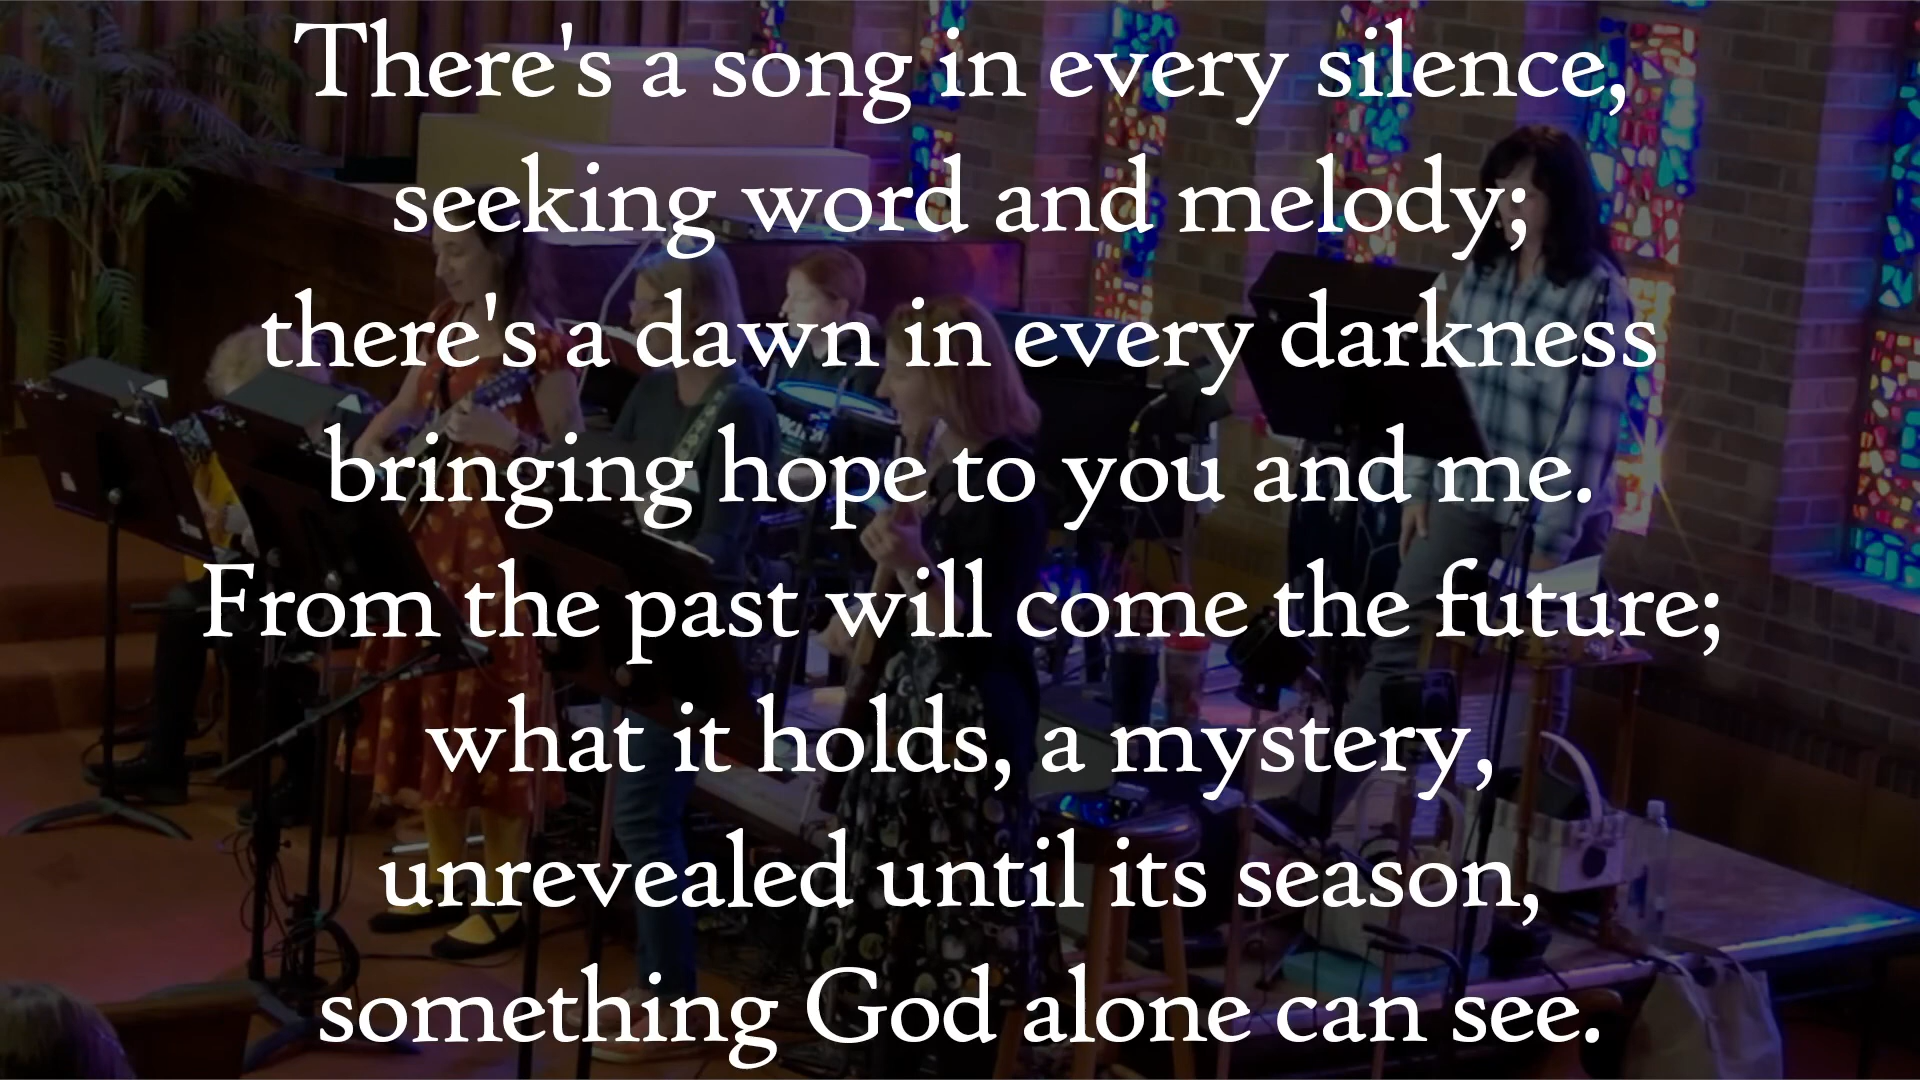 There's a song in every silence,
seeking word and melody;
there's a dawn in every darkness
bringing hope to you and me.
From the past will come the future;
what it holds, a mystery,
unrevealed until its season,
something God alone can see.